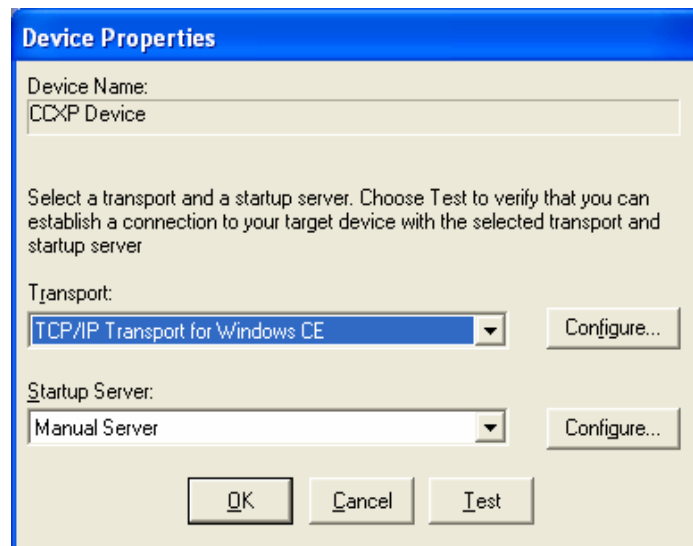 Device Properties
Device Name:
CCXP Device
Select a transport and a startup server. Choose Test to verify that you can
establish a connection to your target device with the selected transport and
startup server
Transport:
TCP/IP Transport for Windows CE
Configure...
Startup Server:
Manual Server
Configure...
OK Cancel Test